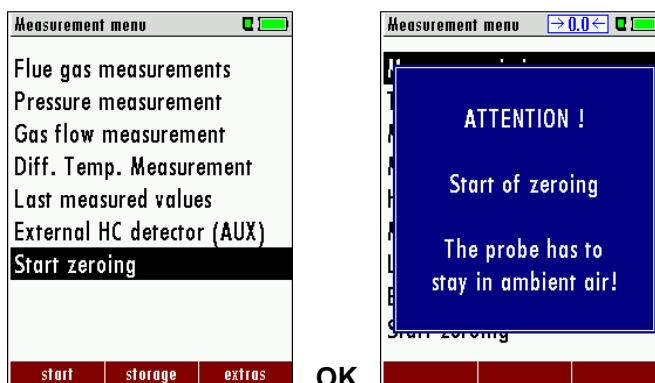 Measurement menu
Flue gas measurements
Pressure measurement
Gas flow measurement
Diff. Temp. Measurement
Last measured values
External HC detector (AUX)
Start zeroing
start storage extras
OK
Measurement menu →0.0←
ATTENTION !
Start of zeroing
The probe has to
stay in ambient air!
Start zeroing